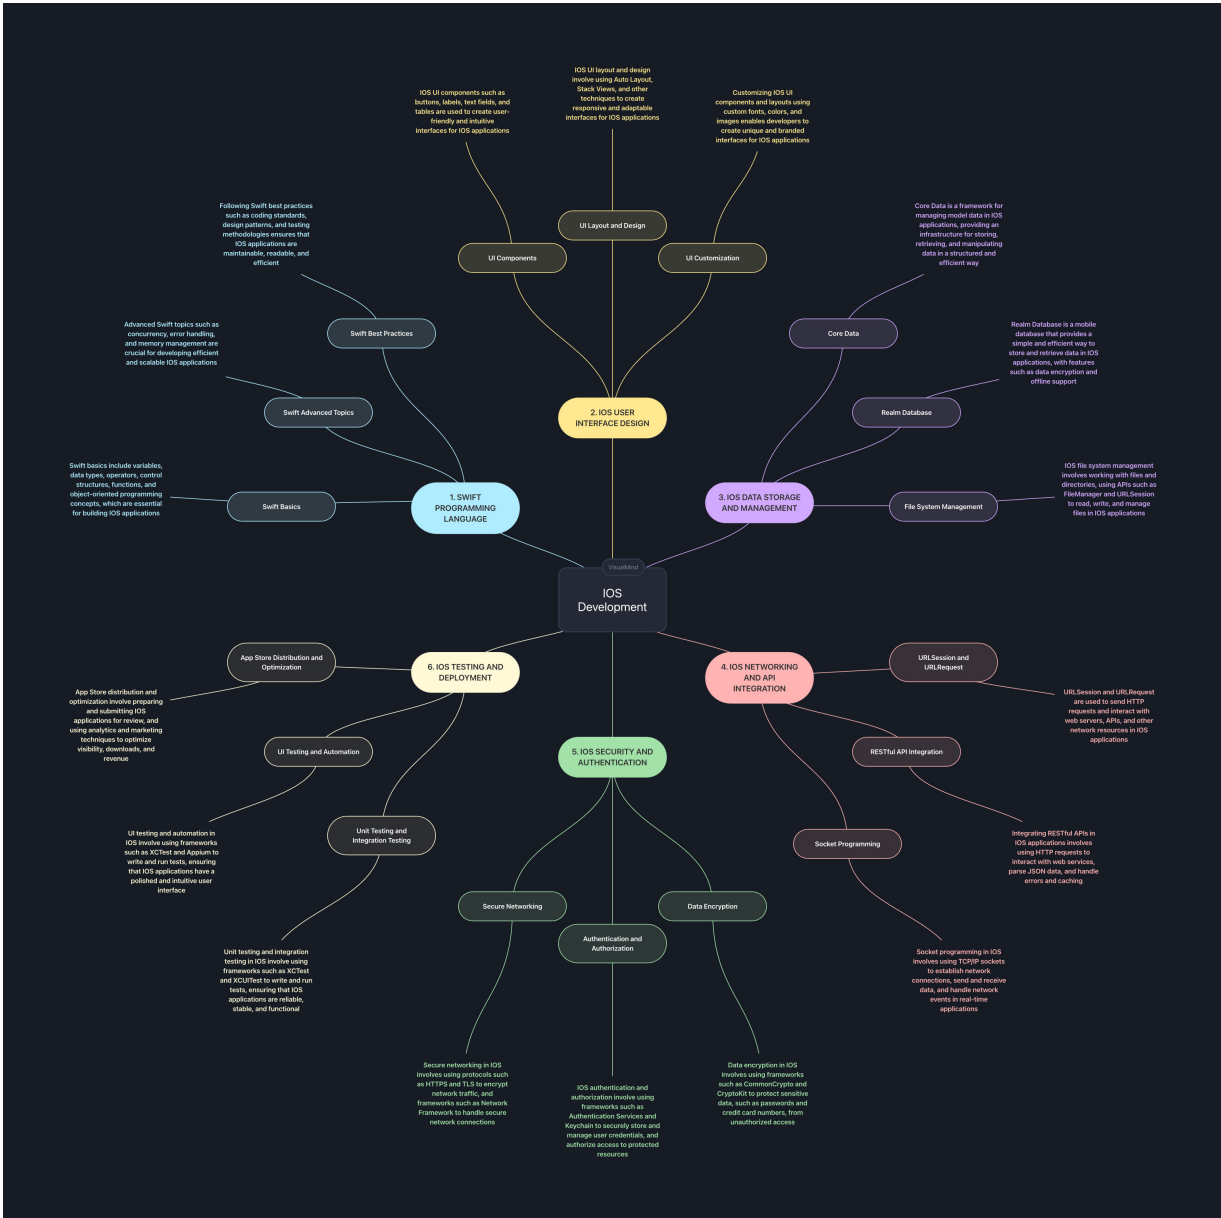 VisualMind
IOS
Development
1. SWIFT
PROGRAMMING
LANGUAGE
Swift Best Practices
Following Swift best practices
such as coding standards,
design patterns, and testing
methodologies ensures that
IOS applications are
maintainable, readable, and
efficient
Swift Advanced Topics
Advanced Swift topics such as
concurrency, error handling,
and memory management are
crucial for developing efficient
and scalable IOS applications
Swift Basics
Swift basics include variables,
data types, operators, control
structures, functions, and
object-oriented programming
concepts, which are essential
for building IOS applications
2. IOS USER
INTERFACE DESIGN
UI Components
IOS UI components such as
buttons, labels, text fields, and
tables are used to create user-
friendly and intuitive
interfaces for IOS applications
UI Layout and Design
IOS UI layout and design
involve using Auto Layout,
Stack Views, and other
techniques to create
responsive and adaptable
interfaces for IOS applications
UI Customization
Customizing IOS UI
components and layouts using
custom fonts, colors, and
images enables developers to
create unique and branded
interfaces for IOS applications
3. IOS DATA STORAGE
AND MANAGEMENT
Core Data
Core Data is a framework for
managing model data in IOS
applications, providing an
infrastructure for storing,
retrieving, and manipulating
data in a structured and
efficient way
Realm Database
Realm Database is a mobile
database that provides a
simple and efficient way to
store and retrieve data in IOS
applications, with features
such as data encryption and
offline support
File System Management
IOS file system management
involves working with files and
directories, using APIs such as
FileManager and URLSession
to read, write, and manage
files in IOS applications
4. IOS NETWORKING
AND API
INTEGRATION
URLSession and
URLRequest
URLSession and URLRequest
are used to send HTTP
requests and interact with
web servers, APIs, and other
network resources in IOS
applications
RESTful API Integration
Integrating RESTful APIs in
IOS applications involves
using HTTP requests to
interact with web services,
parse JSON data, and handle
errors and caching
Socket Programming
Socket programming in IOS
involves using TCP/IP sockets
to establish network
connections, send and receive
data, and handle network
events in real-time
applications
5. IOS SECURITY AND
AUTHENTICATION
Secure Networking
Secure networking in IOS
involves using protocols such
as HTTPS and TLS to encrypt
network traffic, and
frameworks such as Network
Framework to handle secure
network connections
Authentication and
Authorization
IOS authentication and
authorization involve using
frameworks such as
Authentication Services and
Keychain to securely store and
manage user credentials, and
authorize access to protected
resources
Data Encryption
Data encryption in IOS
involves using frameworks
such as CommonCrypto and
CryptoKit to protect sensitive
data, such as passwords and
credit card numbers, from
unauthorized access
6. IOS TESTING AND
DEPLOYMENT
App Store Distribution and
Optimization
App Store distribution and
optimization involve preparing
and submitting IOS
applications for review, and
using analytics and marketing
techniques to optimize
visibility, downloads, and
revenue
UI Testing and Automation
UI testing and automation in
IOS involve using frameworks
such as XCTest and Appium to
write and run tests, ensuring
that IOS applications have a
polished and intuitive user
interface
Unit Testing and
Integration Testing
Unit testing and integration
testing in IOS involve using
frameworks such as XCTest
and XCUITest to write and run
tests, ensuring that IOS
applications are reliable,
stable, and functional